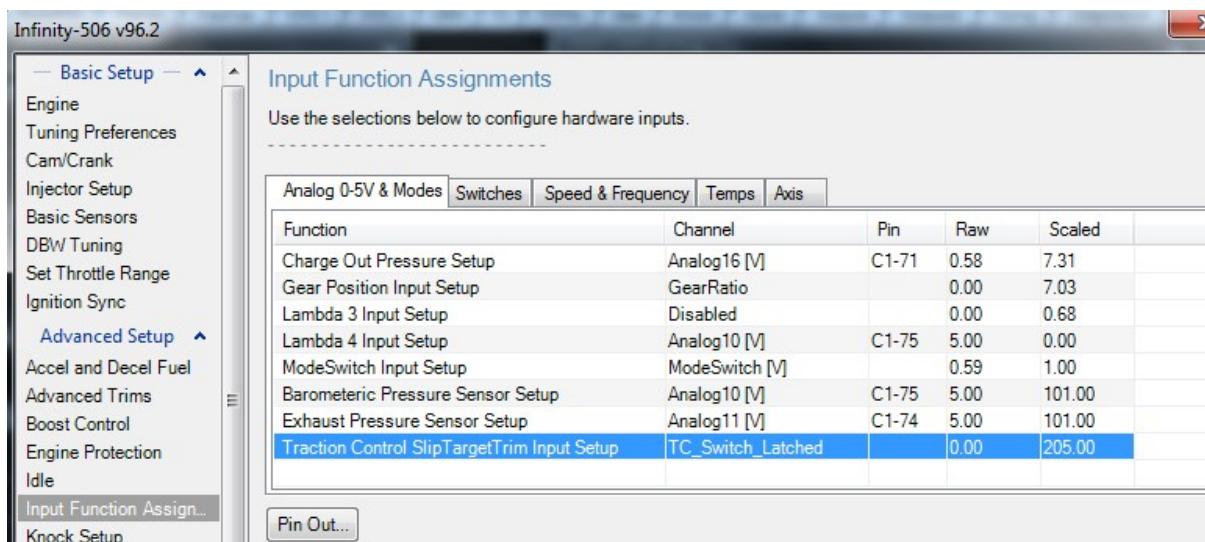 Infinity-506 v96.2
Basic Setup
Engine
Tuning Preferences
Cam/Crank
Injector Setup
Basic Sensors
DBW Tuning
Set Throttle Range
Ignition Sync
Advanced Setup
Accel and Decel Fuel
Advanced Trims
Boost Control
Engine Protection
Idle
Input Function Assign...
Knock Setup
Input Function Assignments
Use the selections below to configure hardware inputs.
Analog 0-5V & Modes Switches Speed & Frequency Temps Axis
Function Channel Pin Raw Scaled
Charge Out Pressure Setup Analog16 [V] C1-71 0.58 7.31
Gear Position Input Setup GearRatio 0.00 7.03
Lambda 3 Input Setup Disabled 0.00 0.68
Lambda 4 Input Setup Analog10 [V] C1-75 5.00 0.00
ModeSwitch Input Setup ModeSwitch [V] 0.59 1.00
Barometeric Pressure Sensor Setup Analog10 [V] C1-75 5.00 101.00
Exhaust Pressure Sensor Setup Analog11 [V] C1-74 5.00 101.00
Traction Control SlipTargetTrim Input Setup TC_Switch_Latched 0.00 205.00
Pin Out...